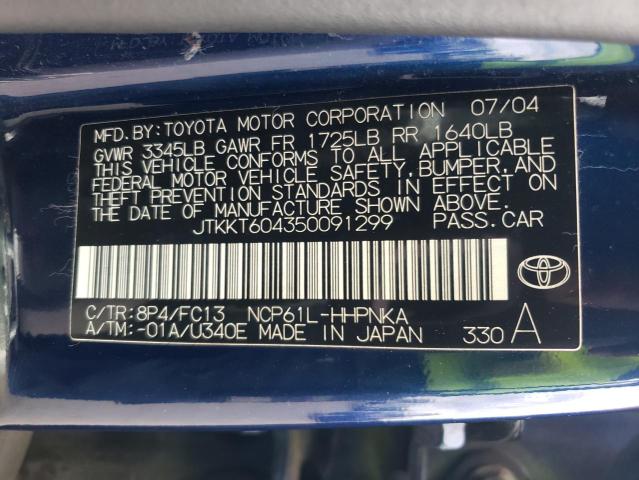 MFD. BY: TOYOTA MOTOR CORPORATION 07/04
GVWR 3345LB GAWR FR 1725LB RR 1640LB
THIS VEHICLE CONFORMS TO ALL APPLICABLE
FEDERAL MOTOR VEHICLE SAFETY, BUMPER, AND
THEFT PREVENTION STANDARDS IN EFFECT ON
THE DATE OF MANUFACTURE SHOWN ABOVE.
JTKKT604350091299 PASS. CAR
C/TR: 8P4/FC13 NCP61L-HHPNKA
A/TM: -01A/U340E MADE IN JAPAN 330 A